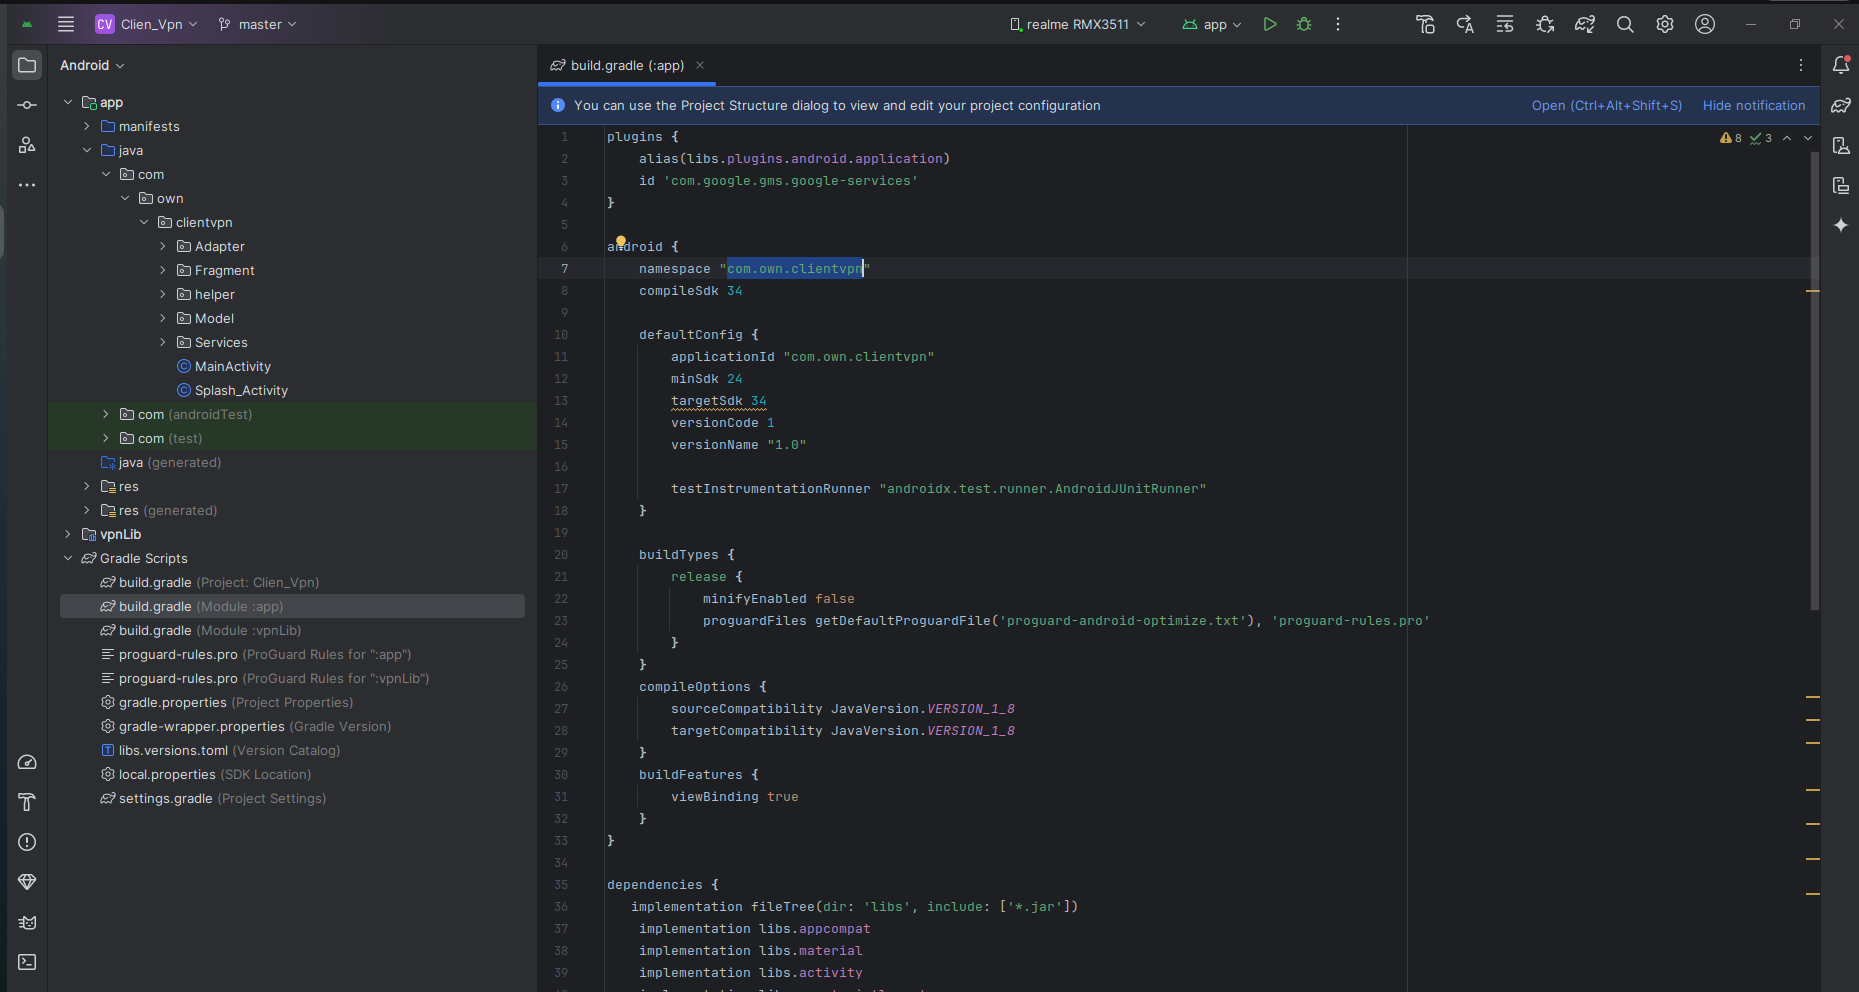 CV Clien_Vpn master realme RMX3511 app
Android
app
manifests
java
com
own
clientvpn
Adapter
Fragment
helper
Model
Services
MainActivity
Splash_Activity
com (androidTest)
com (test)
java (generated)
res
res (generated)
vpnLib
Gradle Scripts
build.gradle (Project: Clien_Vpn)
build.gradle (Module :app)
build.gradle (Module :vpnLib)
proguard-rules.pro (ProGuard Rules for ":app")
proguard-rules.pro (ProGuard Rules for ":vpnLib")
gradle.properties (Project Properties)
gradle-wrapper.properties (Gradle Version)
libs.versions.toml (Version Catalog)
local.properties (SDK Location)
settings.gradle (Project Settings)
build.gradle (:app)
You can use the Project Structure dialog to view and edit your project configuration Open (Ctrl+Alt+Shift+S) Hide notification
8 3
1 plugins {
2 alias(libs.plugins.android.application)
3 id 'com.google.gms.google-services'
4 }
5
6 android {
7 namespace "com.own.clientvpn"
8 compileSdk 34
9
10 defaultConfig {
11 applicationId "com.own.clientvpn"
12 minSdk 24
13 targetSdk 34
14 versionCode 1
15 versionName "1.0"
16
17 testInstrumentationRunner "androidx.test.runner.AndroidJUnitRunner"
18 }
19
20 buildTypes {
21 release {
22 minifyEnabled false
23 proguardFiles getDefaultProguardFile('proguard-android-optimize.txt'), 'proguard-rules.pro'
24 }
25 }
26 compileOptions {
27 sourceCompatibility JavaVersion.VERSION_1_8
28 targetCompatibility JavaVersion.VERSION_1_8
29 }
30 buildFeatures {
31 viewBinding true
32 }
33 }
34
35 dependencies {
36 implementation fileTree(dir: 'libs', include: ['*.jar'])
37 implementation libs.appcompat
38 implementation libs.material
39 implementation libs.activity